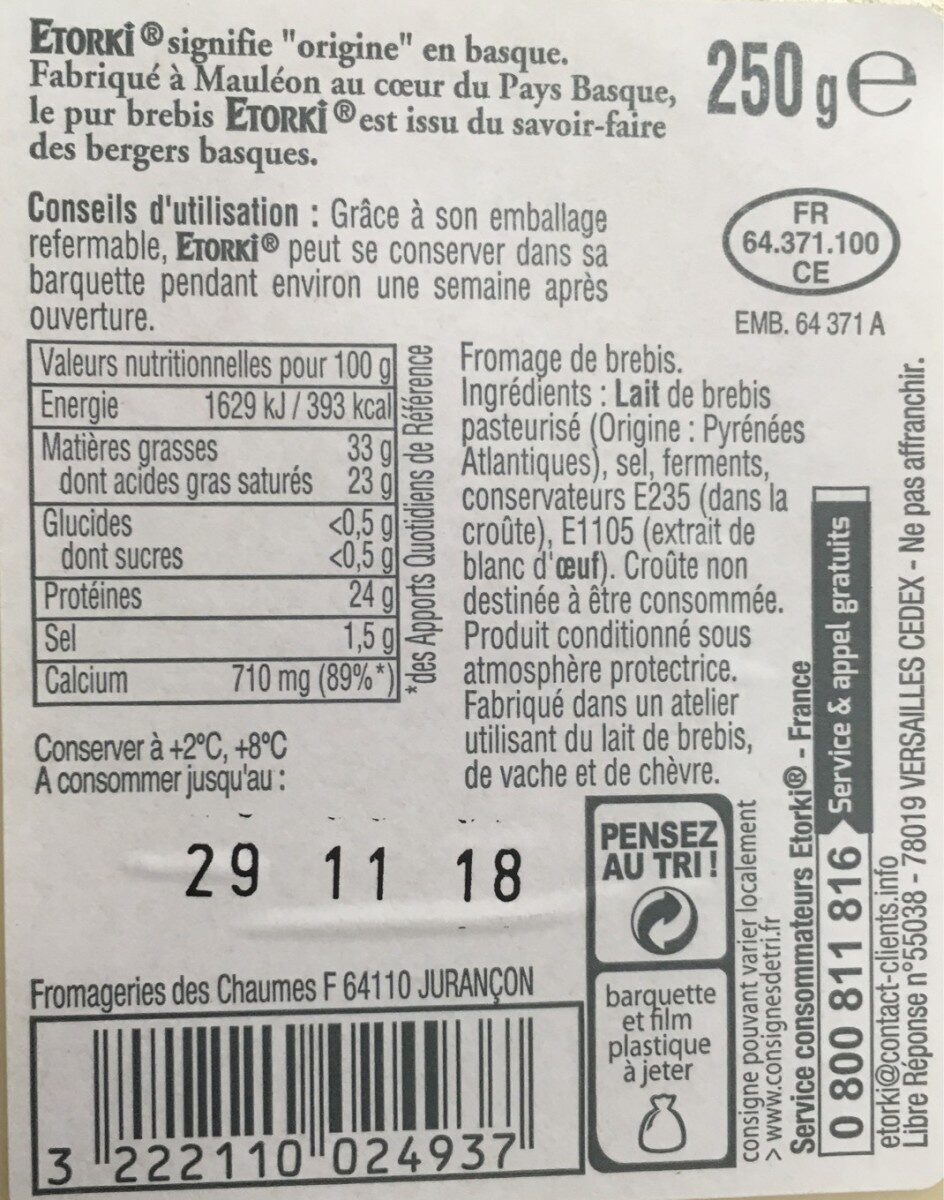 ETORKI ® signifie "origine" en basque.
Fabriqué à Mauléon au cœur du Pays Basque,
le pur brebis ETORKI ® est issu du savoir-faire
des bergers basques.
250 g e
Conseils d'utilisation : Grâce à son emballage
refermable, ETORKI® peut se conserver dans sa
barquette pendant environ une semaine après
ouverture.
FR
64.371.100
CE
EMB. 64 371 A
Valeurs nutritionnelles pour 100 g
Energie 1629 kJ / 393 kcal
Matières grasses 33 g
dont acides gras saturés 23 g
Glucides <0,5 g
dont sucres <0,5 g
Protéines 24 g
Sel 1,5 g
Calcium 710 mg (89%*)
*des Apports Quotidiens de Référence
Fromage de brebis.
Ingrédients : Lait de brebis
pasteurisé (Origine : Pyrénées
Atlantiques), sel, ferments,
conservateurs E235 (dans la
croûte), E1105 (extrait de
blanc d'œuf). Croûte non
destinée à être consommée.
Produit conditionné sous
atmosphère protectrice.
Fabriqué dans un atelier
utilisant du lait de brebis,
de vache et de chèvre.
Conserver à +2°C, +8°C
A consommer jusqu'au :
29 11 18
Fromageries des Chaumes F 64110 JURANÇON
3 222110 024937
PENSEZ
AU TRI !
barquette
et film
plastique
à jeter
consigne pouvant varier localement
> www.consignesdetri.fr
Service consommateurs Etorki® - France
0 800 811 816 Service & appel gratuits
etorki@contact-clients.info
Libre Réponse n°55038 - 78019 VERSAILLES CEDEX - Ne pas affranchir.